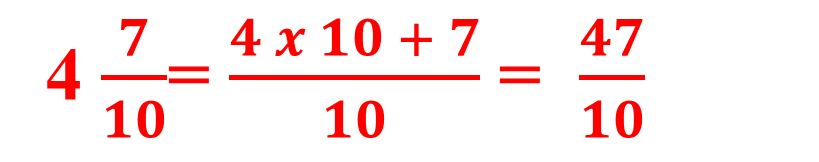 4 7/10 = (4 x 10 + 7)/10 = 47/10